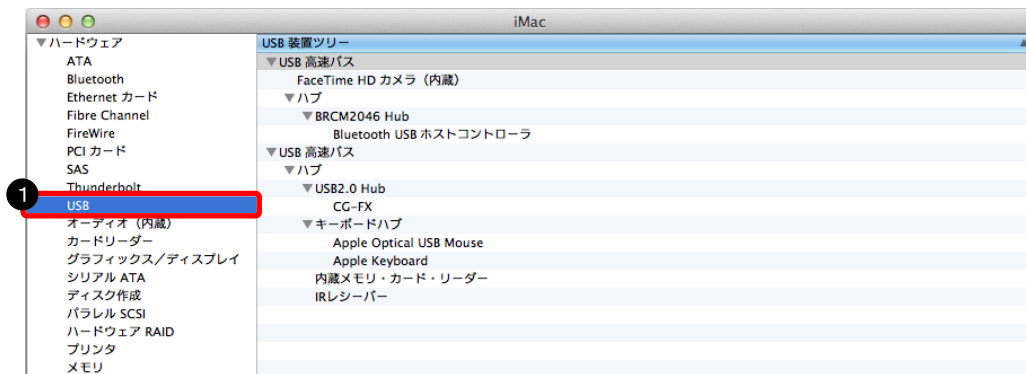 iMac
▼ハードウェア
ATA
Bluetooth
Ethernet カード
Fibre Channel
FireWire
PCI カード
SAS
Thunderbolt
1
USB
オーディオ（内蔵）
カードリーダー
グラフィックス／ディスプレイ
シリアル ATA
ディスク作成
パラレル SCSI
ハードウェア RAID
プリンタ
メモリ
USB 装置ツリー
▼USB 高速バス
FaceTime HD カメラ（内蔵）
▼ハブ
▼BRCM2046 Hub
Bluetooth USB ホストコントローラ
▼USB 高速バス
▼ハブ
▼USB2.0 Hub
CG-FX
▼キーボードハブ
Apple Optical USB Mouse
Apple Keyboard
内蔵メモリ・カード・リーダー
IRレシーバー